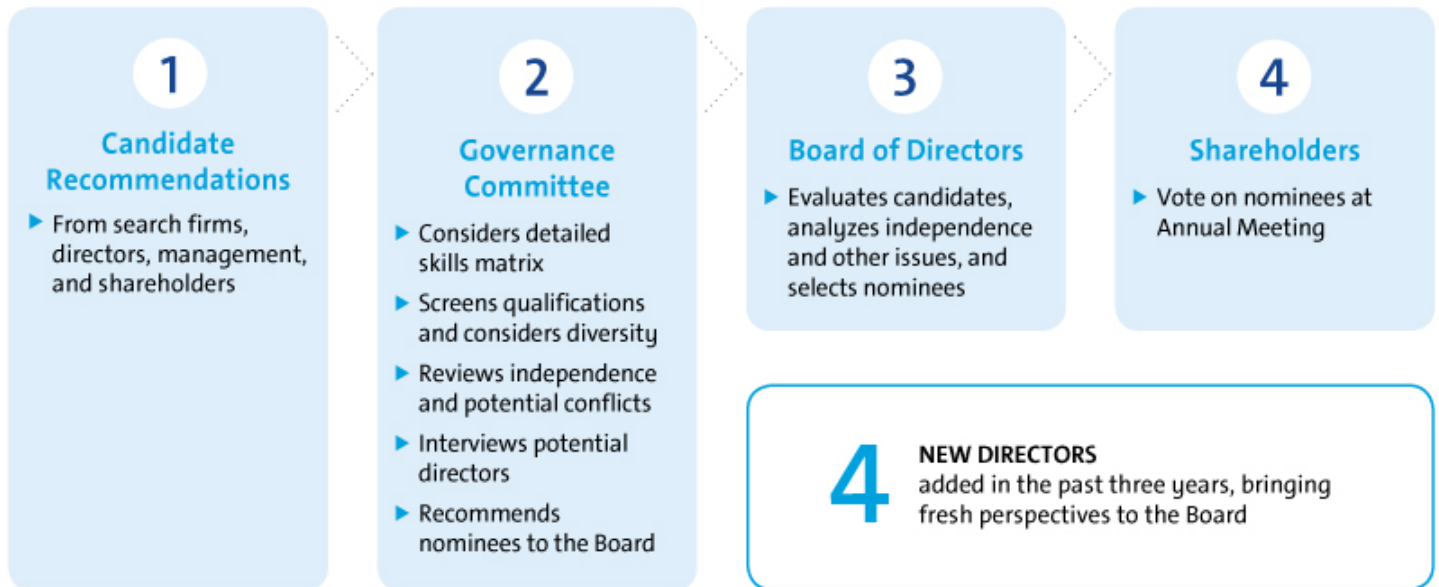 1
Candidate
Recommendations
▶ From search firms,
directors, management,
and shareholders
2
Governance
Committee
▶ Considers detailed
skills matrix
▶ Screens qualifications
and considers diversity
▶ Reviews independence
and potential conflicts
▶ Interviews potential
directors
▶ Recommends
nominees to the Board
3
Board of Directors
▶ Evaluates candidates,
analyzes independence
and other issues, and
selects nominees
4
Shareholders
▶ Vote on nominees at
Annual Meeting
4
NEW DIRECTORS
added in the past three years, bringing
fresh perspectives to the Board